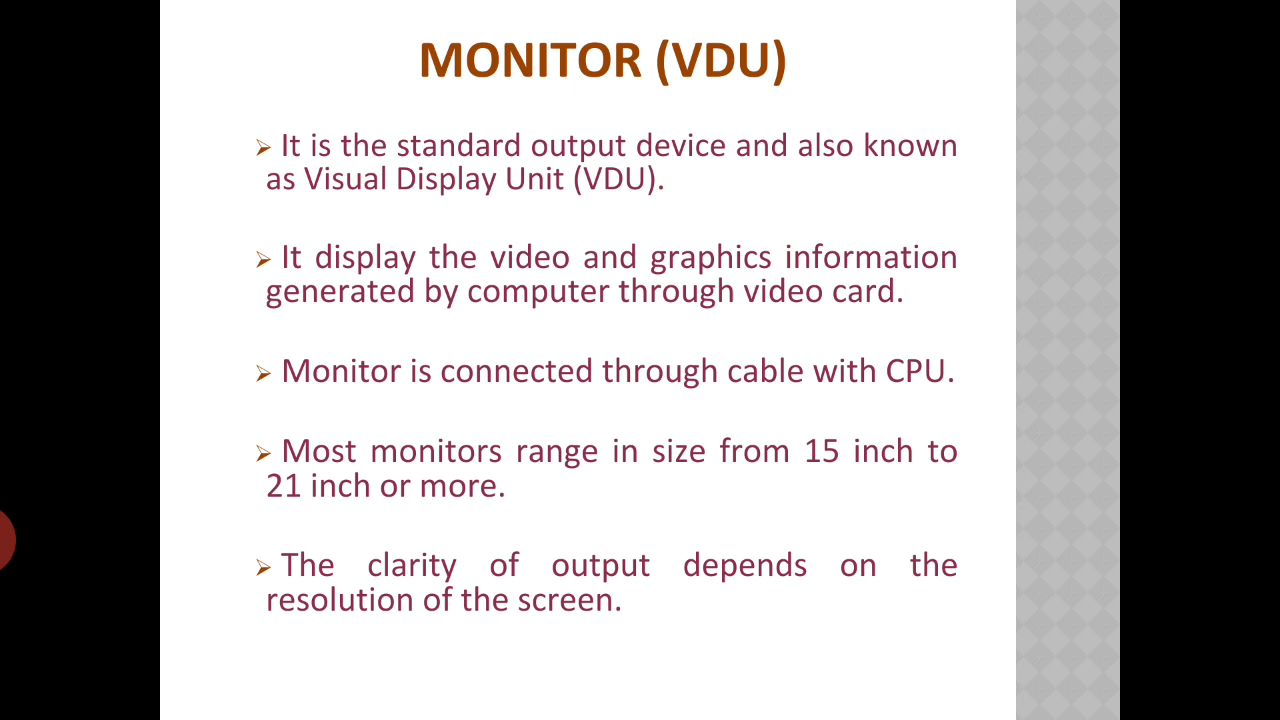 MONITOR (VDU)
➢ It is the standard output device and also known
as Visual Display Unit (VDU).
➢ It display the video and graphics information
generated by computer through video card.
➢ Monitor is connected through cable with CPU.
➢ Most monitors range in size from 15 inch to
21 inch or more.
➢ The clarity of output depends on the
resolution of the screen.